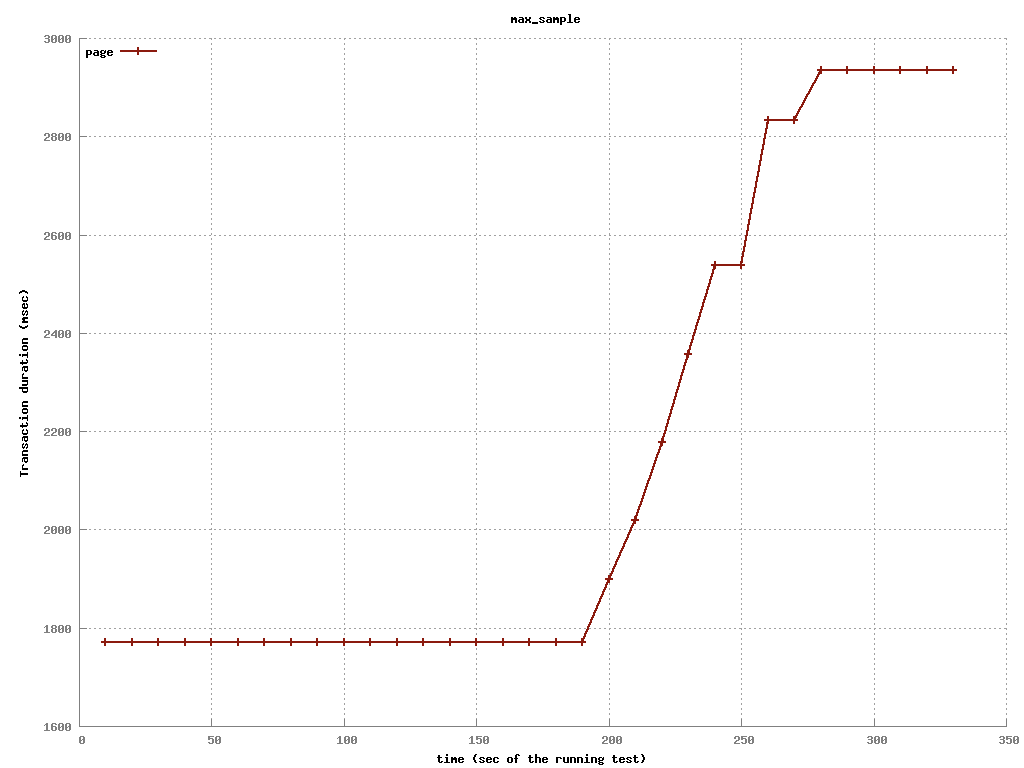 max_sample
page
3000
2800
2600
2400
2200
2000
1800
1600
Transaction duration (msec)
0 50 100 150 200 250 300 350
time (sec of the running test)